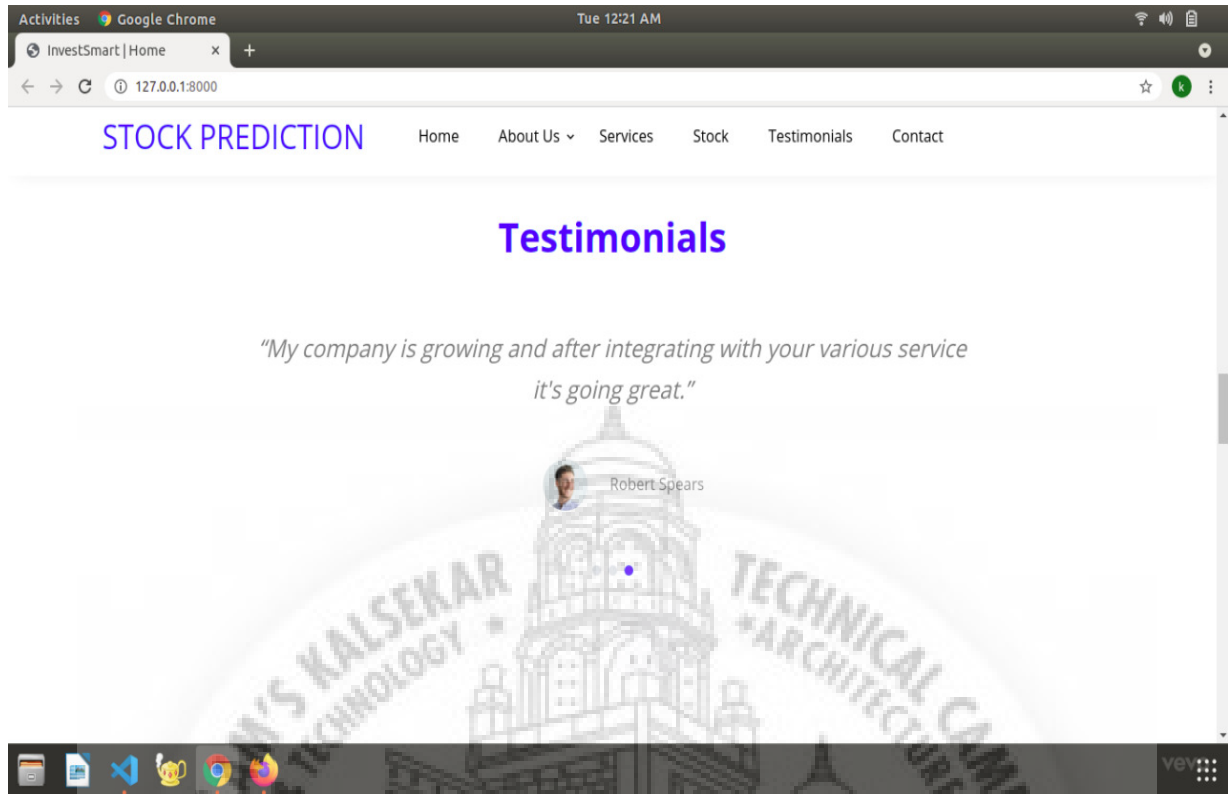 Activities Google Chrome Tue 12:21 AM
InvestSmart | Home × +
127.0.0.1:8000 k
STOCK PREDICTION Home About Us Services Stock Testimonials Contact
Testimonials
“My company is growing and after integrating with your various service
it's going great.”
Robert Spears
KALSEKAR TECHNICAL
TECHNOLOGY * *ARCHITECTURE